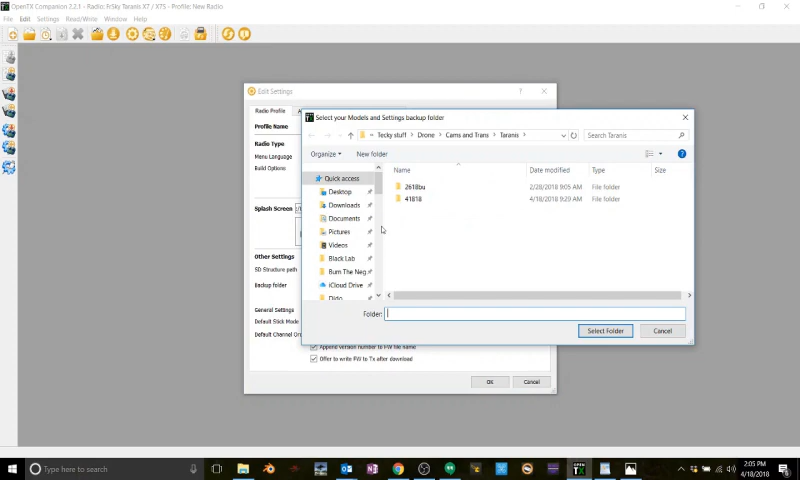 OpenTX Companion 2.2.1 - Radio: FrSky Taranis X7 / X7S - Profile: New Radio
File Edit Settings Read/Write Window Help
Edit Settings
Radio Profile
Profile Name
Radio Type
Menu Language
Build Options
Splash Screen
Other Settings
SD Structure path
Backup folder
General Settings
Default Stick Mode
Default Channel Or
Append version number to FW file name
Offer to write FW to Tx after download
OK Cancel
Select your Models and Settings backup folder
« Tecky stuff › Drone › Cams and Trans › Taranis ›
Search Taranis
Organize New folder
Name Date modified Type Size
Quick access
Desktop
Downloads
Documents
Pictures
Videos
Black Lab
Burn The Neg
iCloud Drive
Dido
2618bu 2/28/2018 9:05 AM File folder
41818 4/18/2018 9:29 AM File folder
Folder:
Select Folder Cancel
Type here to search
OPEN TX
2:05 PM
4/18/2018